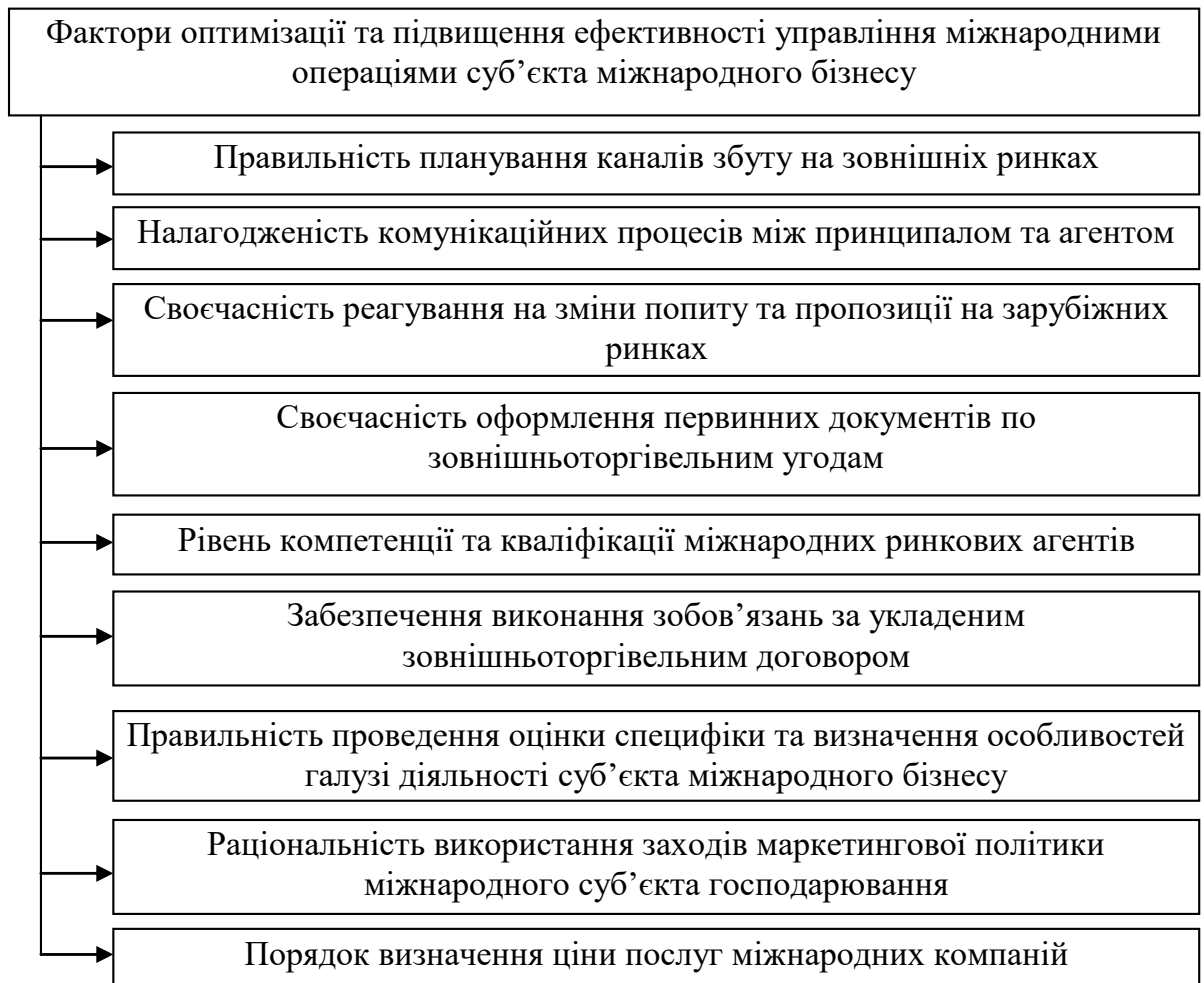 Фактори оптимізації та підвищення ефективності управління міжнародними
операціями суб’єкта міжнародного бізнесу
Правильність планування каналів збуту на зовнішніх ринках
Налагодженість комунікаційних процесів між принципалом та агентом
Своєчасність реагування на зміни попиту та пропозиції на зарубіжних
ринках
Своєчасність оформлення первинних документів по
зовнішньоторгівельним угодам
Рівень компетенції та кваліфікації міжнародних ринкових агентів
Забезпечення виконання зобов’язань за укладеним
зовнішньоторгівельним договором
Правильність проведення оцінки специфіки та визначення особливостей
галузі діяльності суб’єкта міжнародного бізнесу
Раціональність використання заходів маркетингової політики
міжнародного суб’єкта господарювання
Порядок визначення ціни послуг міжнародних компаній